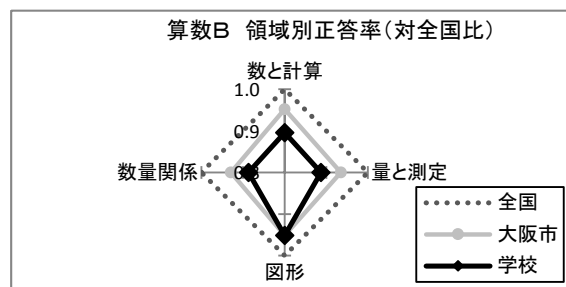 算数B 領域別正答率(対全国比)
数と計算
1.0
0.9
0.8
数量関係
量と測定
図形
全国
大阪市
学校